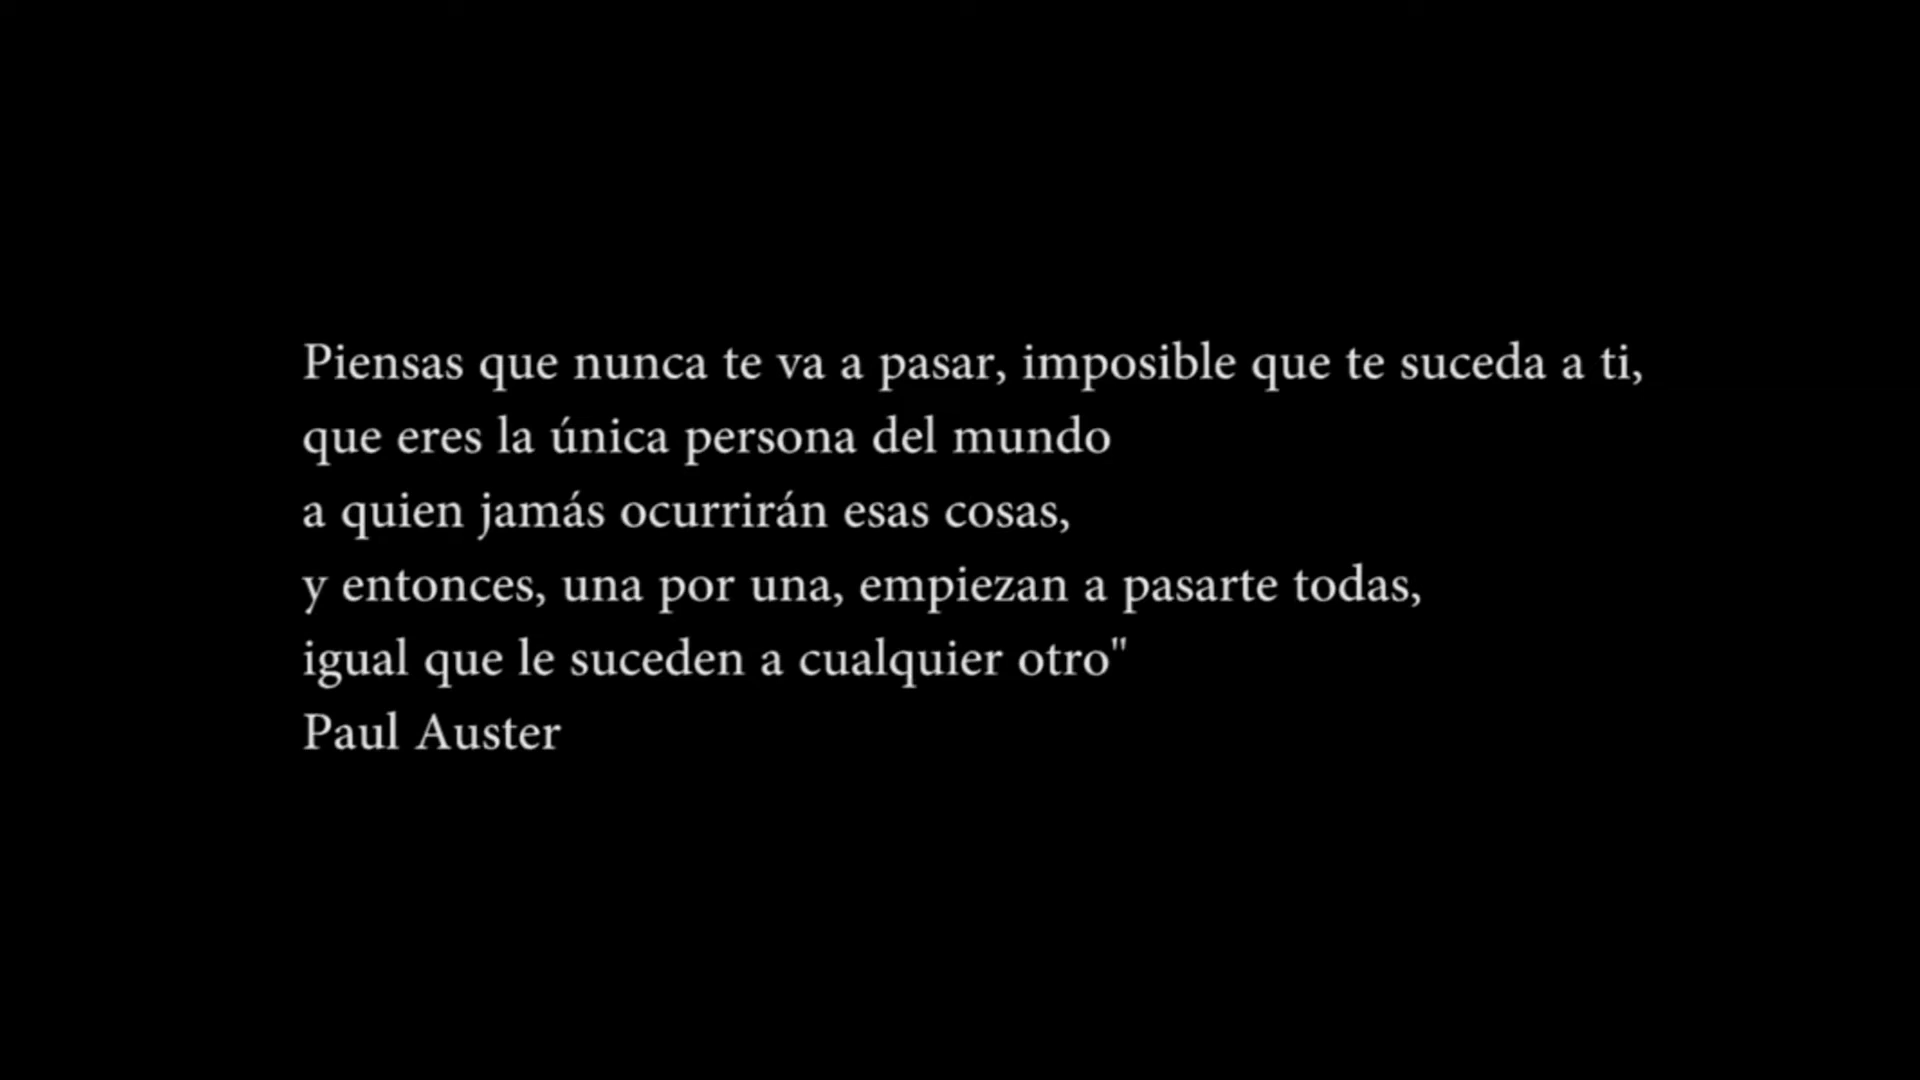 Piensas que nunca te va a pasar, imposible que te suceda a ti,
que eres la única persona del mundo
a quien jamás ocurrirán esas cosas,
y entonces, una por una, empiezan a pasarte todas,
igual que le suceden a cualquier otro"
Paul Auster